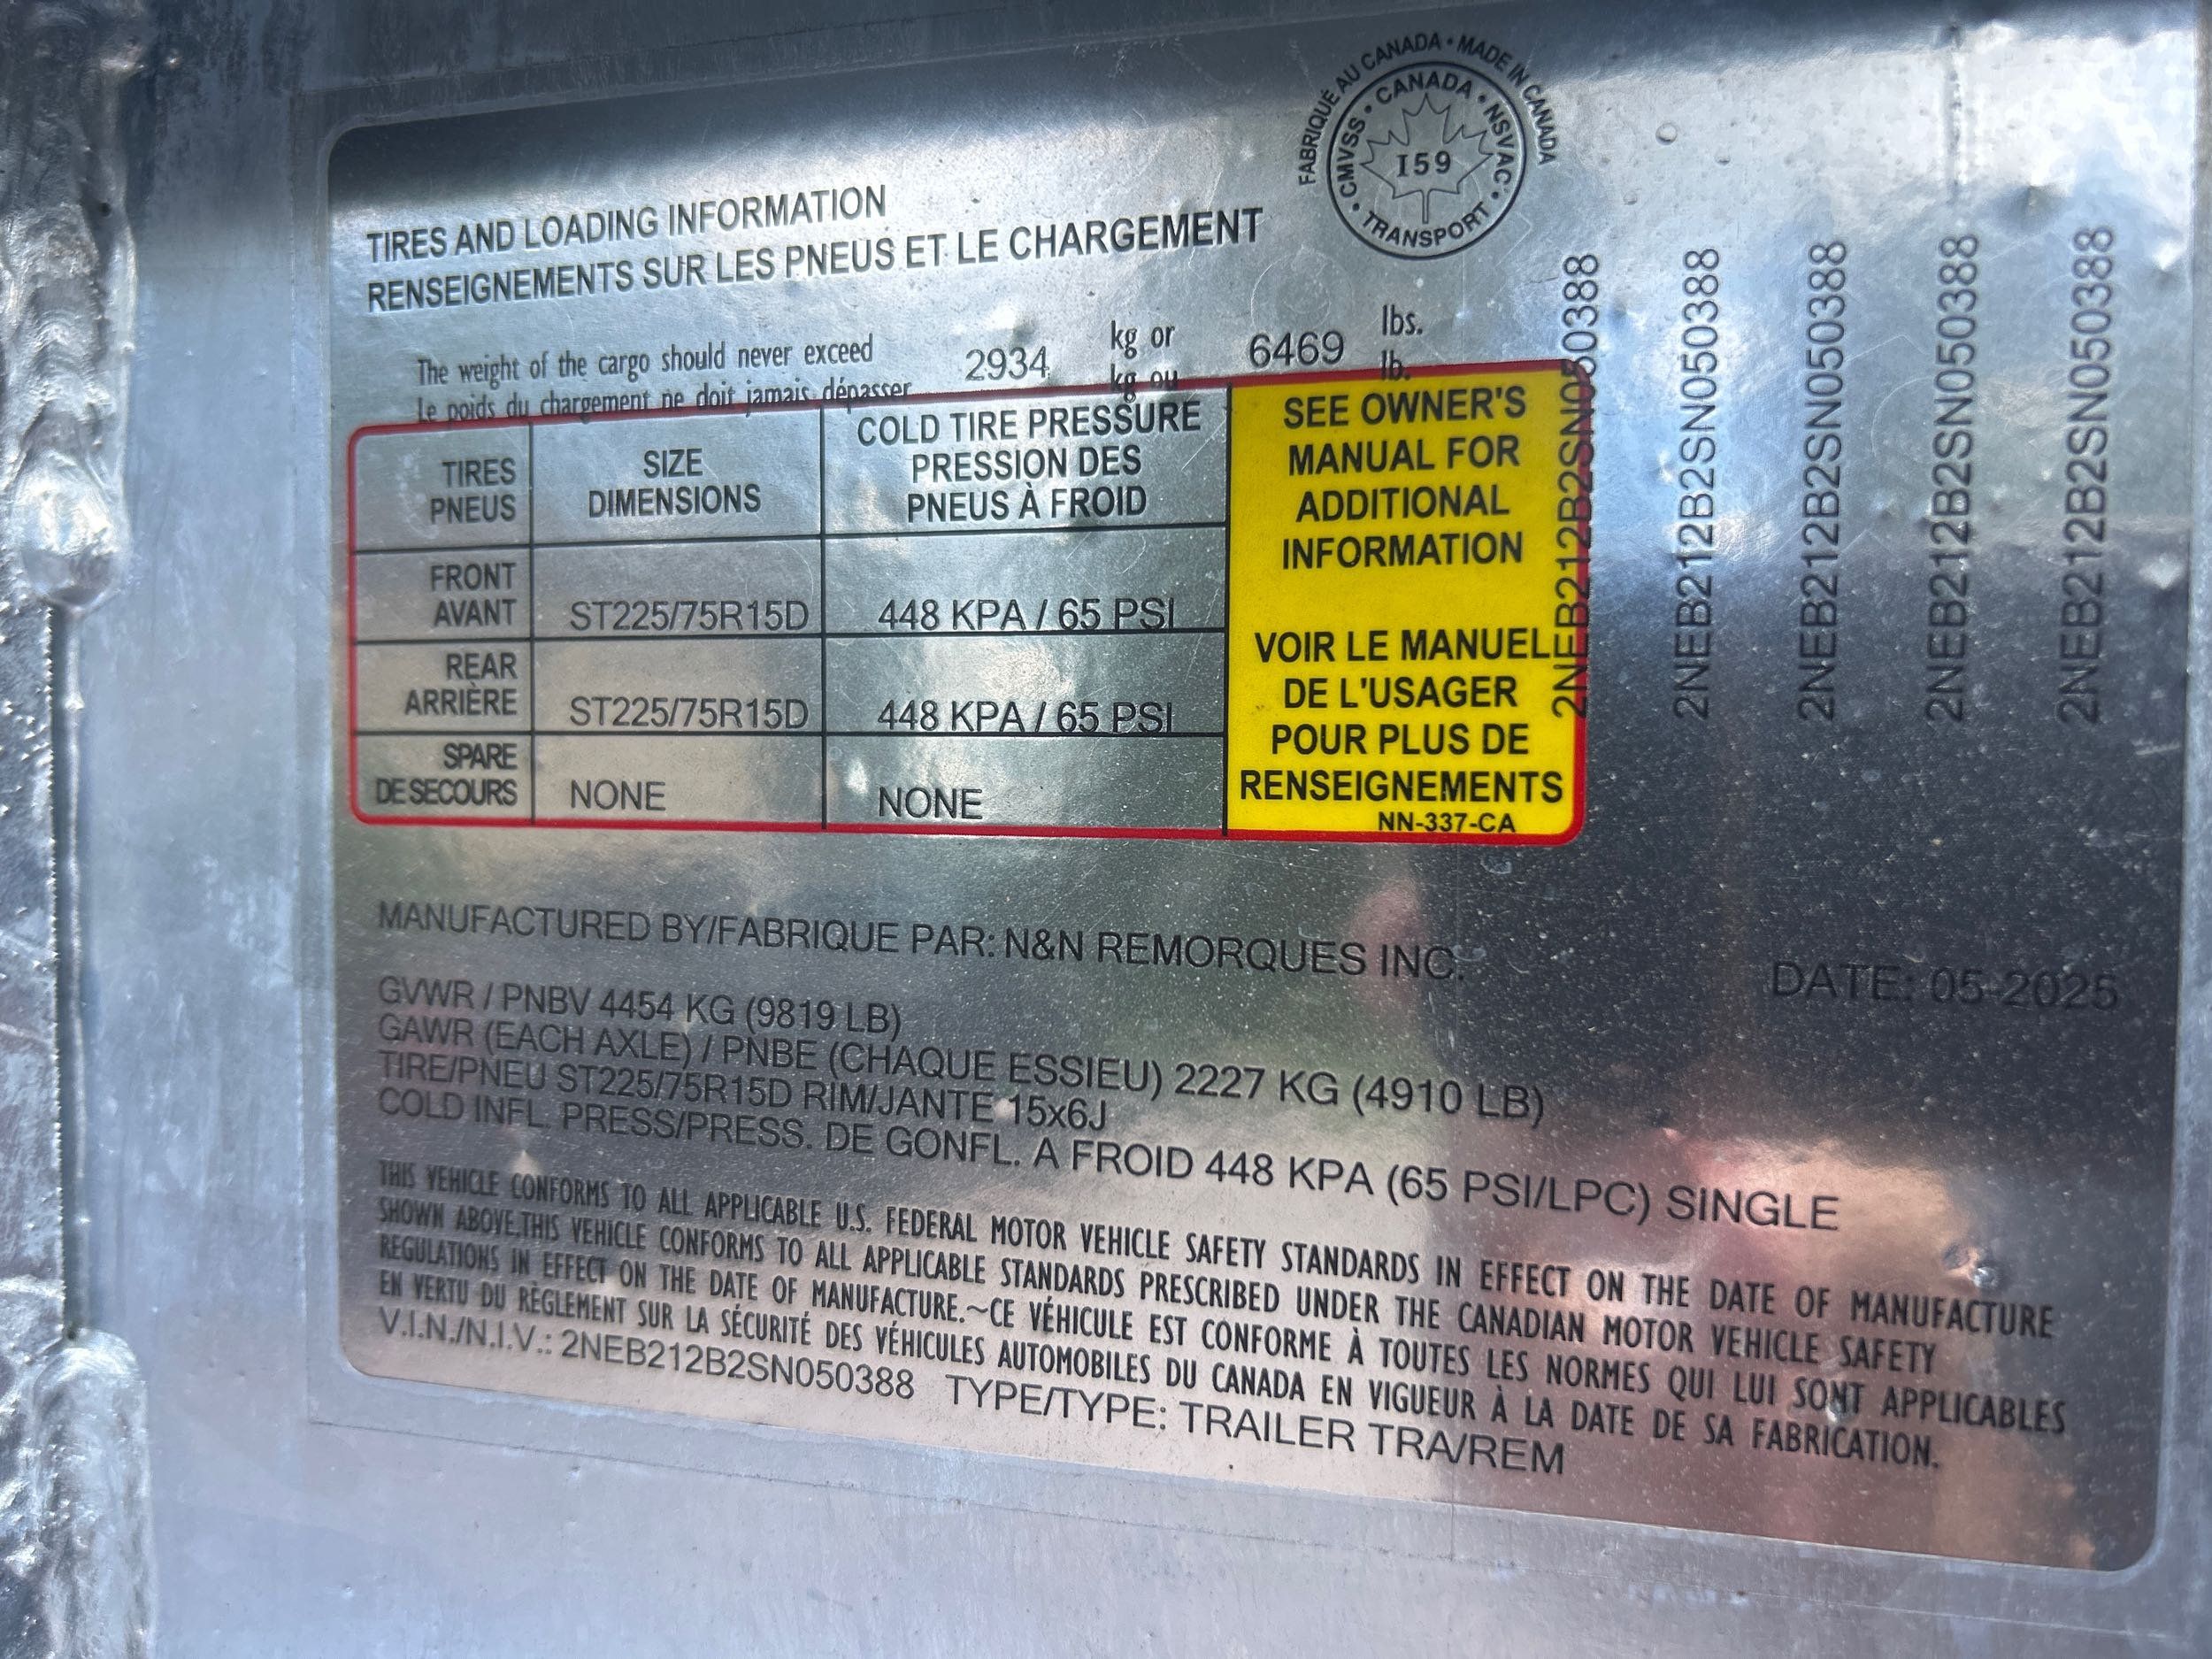 FABRIQUÉ AU CANADA • MADE IN CANADA
• CMVSS • CANADA • NSVAC •
I59
TRANSPORT
TIRES AND LOADING INFORMATION
RENSEIGNEMENTS SUR LES PNEUS ET LE CHARGEMENT
The weight of the cargo should never exceed 2934 kg or 6469 lbs.
Le poids du chargement ne doit jamais dépasser kg ou lb.
TIRES
PNEUS
SIZE
DIMENSIONS
COLD TIRE PRESSURE
PRESSION DES
PNEUS À FROID
FRONT
AVANT
ST225/75R15D
448 KPA / 65 PSI
REAR
ARRIÈRE
ST225/75R15D
448 KPA / 65 PSI
SPARE
DE SECOURS
NONE
NONE
SEE OWNER'S
MANUAL FOR
ADDITIONAL
INFORMATION
VOIR LE MANUEL
DE L'USAGER
POUR PLUS DE
RENSEIGNEMENTS
NN-337-CA
2NEB212B2SN050388
2NEB212B2SN050388
2NEB212B2SN050388
2NEB212B2SN050388
2NEB212B2SN050388
MANUFACTURED BY/FABRIQUE PAR: N&N REMORQUES INC.
DATE: 05-2025
GVWR / PNBV 4454 KG (9819 LB)
GAWR (EACH AXLE) / PNBE (CHAQUE ESSIEU) 2227 KG (4910 LB)
TIRE/PNEU ST225/75R15D RIM/JANTE 15x6J
COLD INFL. PRESS/PRESS. DE GONFL. A FROID 448 KPA (65 PSI/LPC) SINGLE
THIS VEHICLE CONFORMS TO ALL APPLICABLE U.S. FEDERAL MOTOR VEHICLE SAFETY STANDARDS IN EFFECT ON THE DATE OF MANUFACTURE
SHOWN ABOVE.THIS VEHICLE CONFORMS TO ALL APPLICABLE STANDARDS PRESCRIBED UNDER THE CANADIAN MOTOR VEHICLE SAFETY
REGULATIONS IN EFFECT ON THE DATE OF MANUFACTURE.~CE VÉHICULE EST CONFORME À TOUTES LES NORMES QUI LUI SONT APPLICABLES
EN VERTU DU RÈGLEMENT SUR LA SÉCURITÉ DES VÉHICULES AUTOMOBILES DU CANADA EN VIGUEUR À LA DATE DE SA FABRICATION.
V.I.N./N.I.V.: 2NEB212B2SN050388 TYPE/TYPE: TRAILER TRA/REM